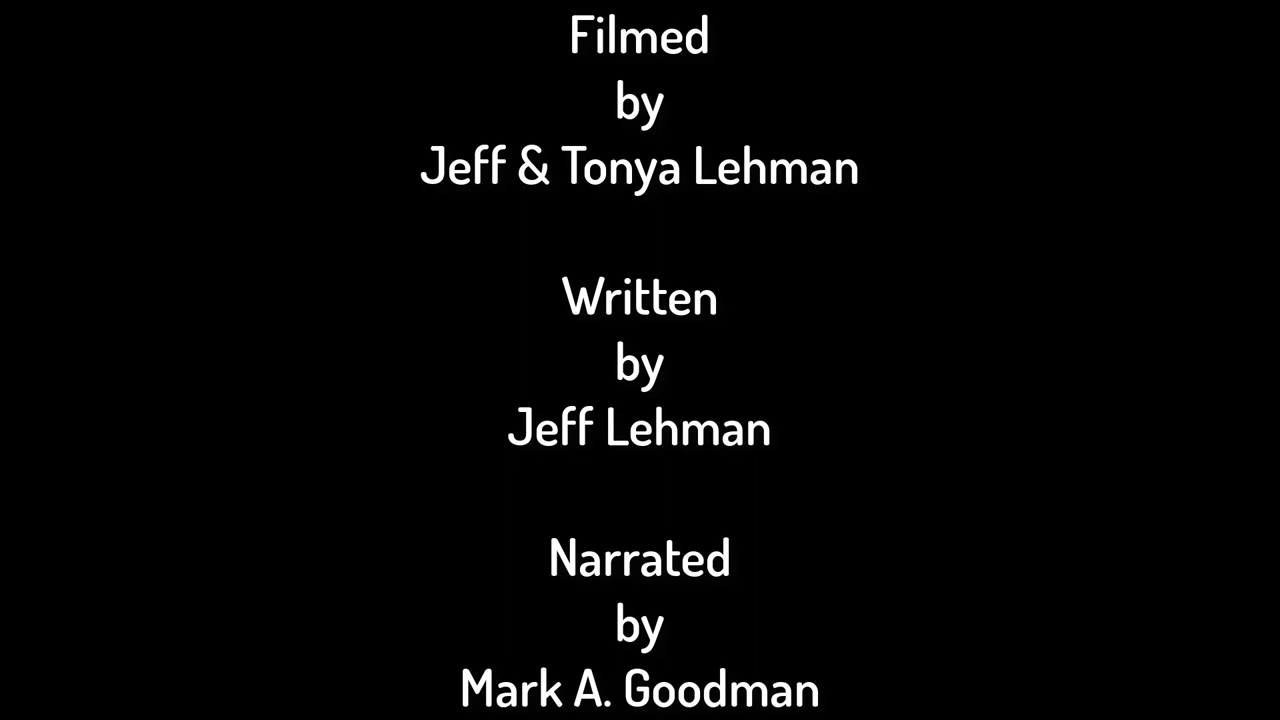 Filmed
by
Jeff & Tonya Lehman
Written
by
Jeff Lehman
Narrated
by
Mark A. Goodman